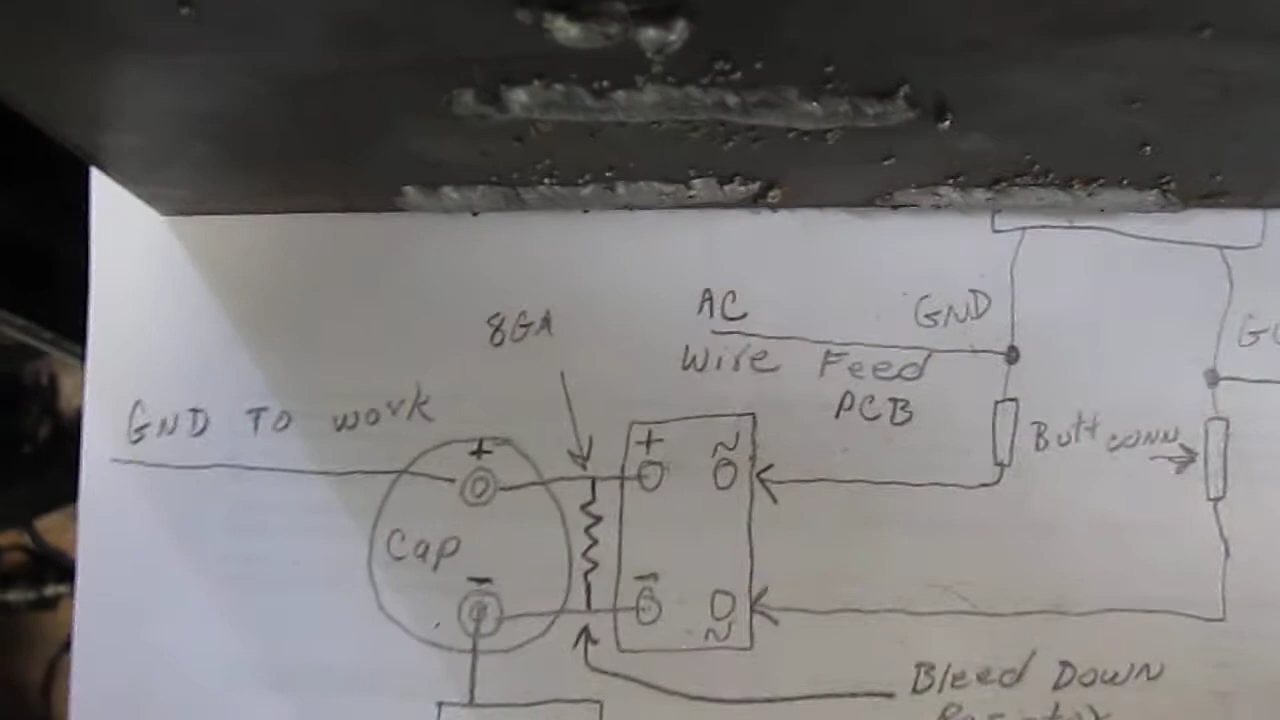 8GA
AC
GND
Wire Feed
PCB
GND TO WORK
Butt CONN
+
+
~
Cap
-
-
~
Bleed DOWN